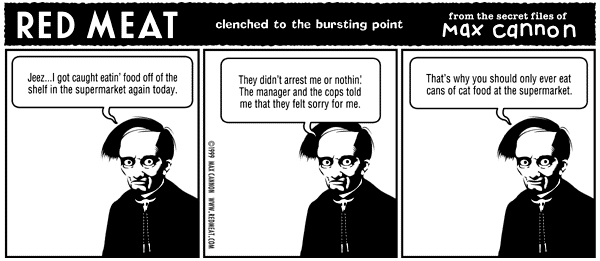 RED MEAT
clenched to the bursting point
from the secret files of
Max Cannon
Jeez...I got caught eatin' food off of the
shelf in the supermarket again today.
They didn't arrest me or nothin'.
The manager and the cops told
me that they felt sorry for me.
©1999 MAX CANNON WWW.REDMEAT.COM
That's why you should only ever eat
cans of cat food at the supermarket.